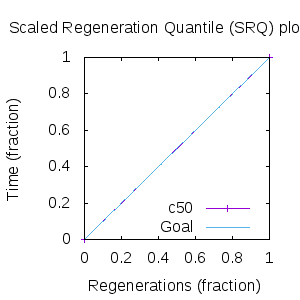 Scaled Regeneration Quantile (SRQ) plo
1
0.8
0.6
0.4
0.2
0
Time (fraction)
c50
Goal
0 0.2 0.4 0.6 0.8 1
Regenerations (fraction)